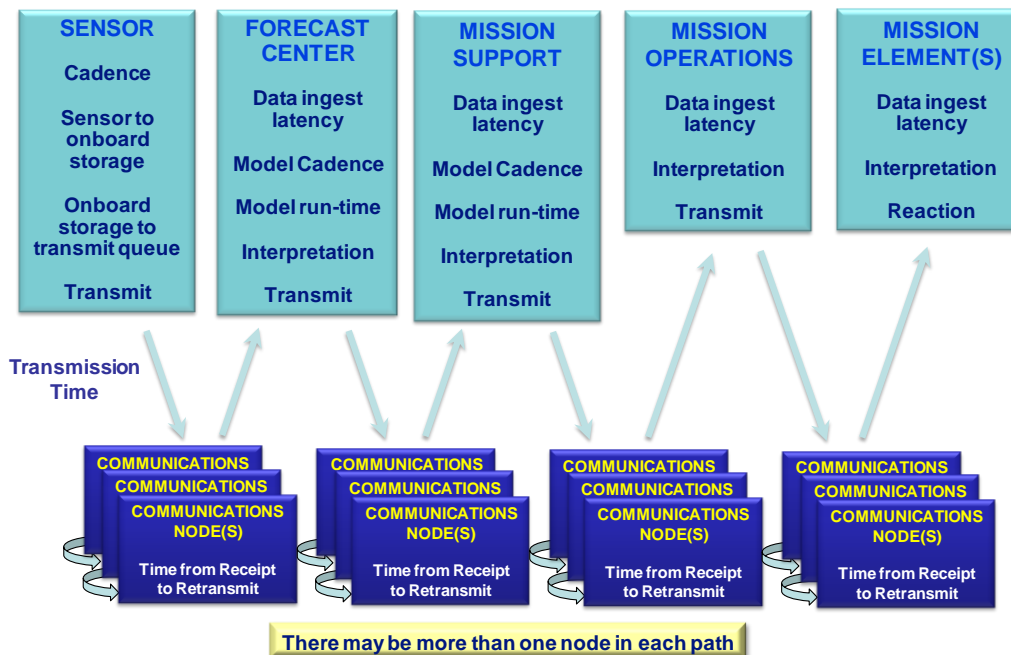 SENSOR
Cadence
Sensor to
onboard
storage
Onboard
storage to
transmit queue
Transmit
FORECAST
CENTER
Data ingest
latency
Model Cadence
Model run-time
Interpretation
Transmit
MISSION
SUPPORT
Data ingest
latency
Model Cadence
Model run-time
Interpretation
Transmit
MISSION
OPERATIONS
Data ingest
latency
Interpretation
Transmit
MISSION
ELEMENT(S)
Data ingest
latency
Interpretation
Reaction
Transmission
Time
COMMUNICATIONS
COMMUNICATIONS
COMMUNICATIONS
NODE(S)
Time from Receipt
to Retransmit
COMMUNICATIONS
COMMUNICATIONS
COMMUNICATIONS
NODE(S)
Time from Receipt
to Retransmit
COMMUNICATIONS
COMMUNICATIONS
COMMUNICATIONS
NODE(S)
Time from Receipt
to Retransmit
COMMUNICATIONS
COMMUNICATIONS
COMMUNICATIONS
NODE(S)
Time from Receipt
to Retransmit
There may be more than one node in each path